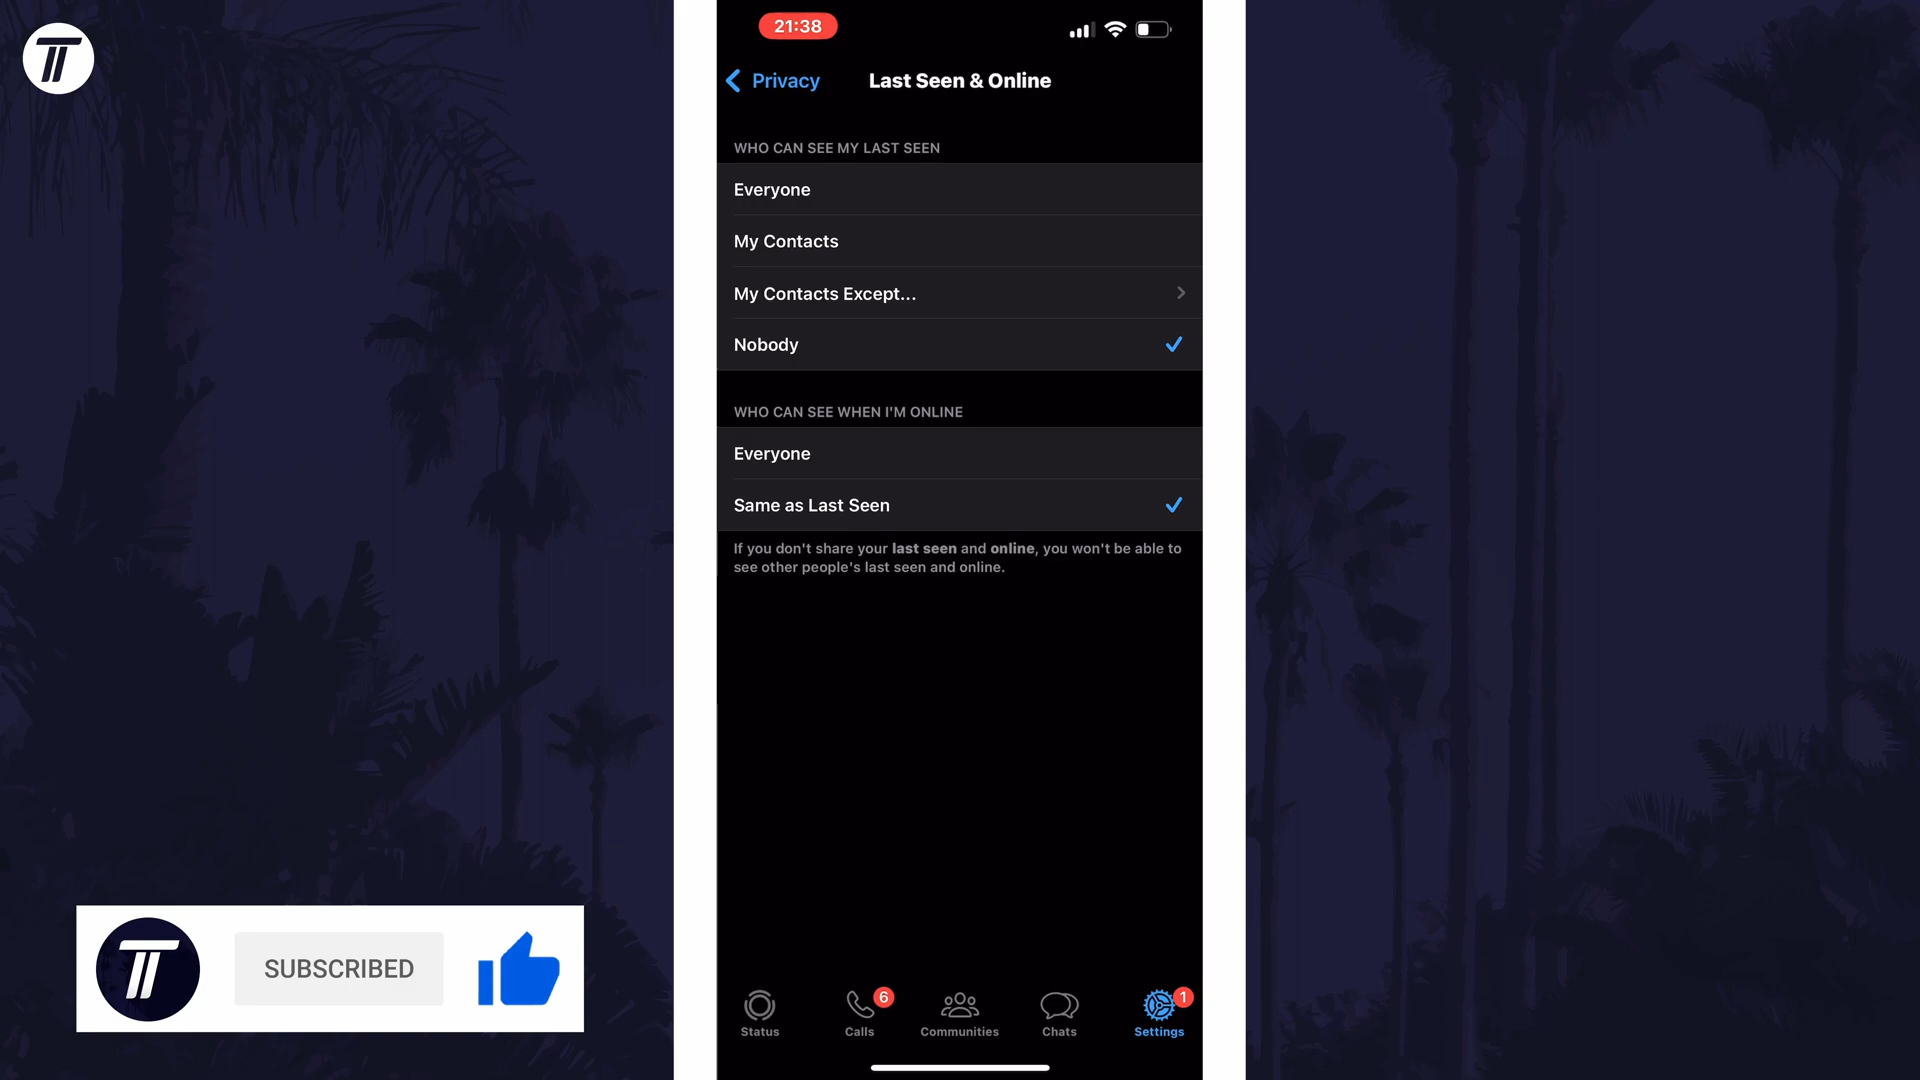 21:38
Privacy
Last Seen & Online
WHO CAN SEE MY LAST SEEN
Everyone
My Contacts
My Contacts Except...
Nobody
WHO CAN SEE WHEN I'M ONLINE
Everyone
Same as Last Seen
If you don't share your last seen and online, you won't be able to
see other people's last seen and online.
SUBSCRIBED
6
1
Status
Calls
Communities
Chats
Settings